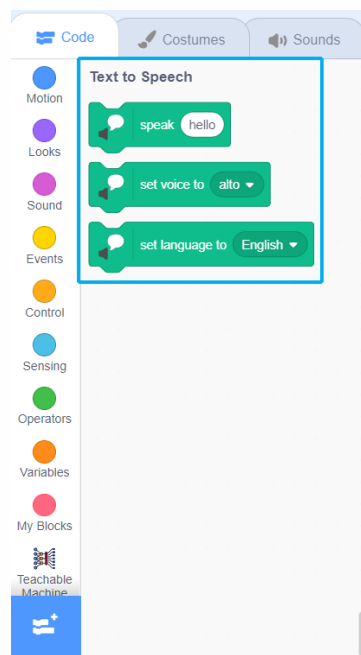 Code
Costumes
Sounds
Text to Speech
speak hello
set voice to alto
set language to English
Motion
Looks
Sound
Events
Control
Sensing
Operators
Variables
My Blocks
Teachable
Machine